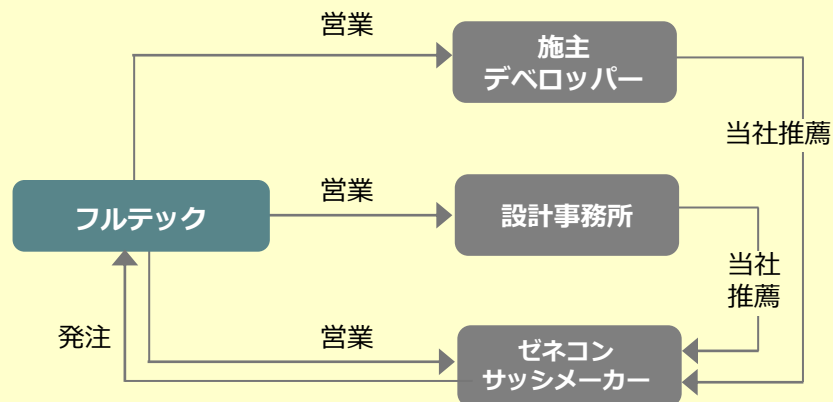 営業
施主
デベロッパー
当社推薦
フルテック
営業
設計事務所
当社
推薦
発注
営業
ゼネコン
サッシメーカー